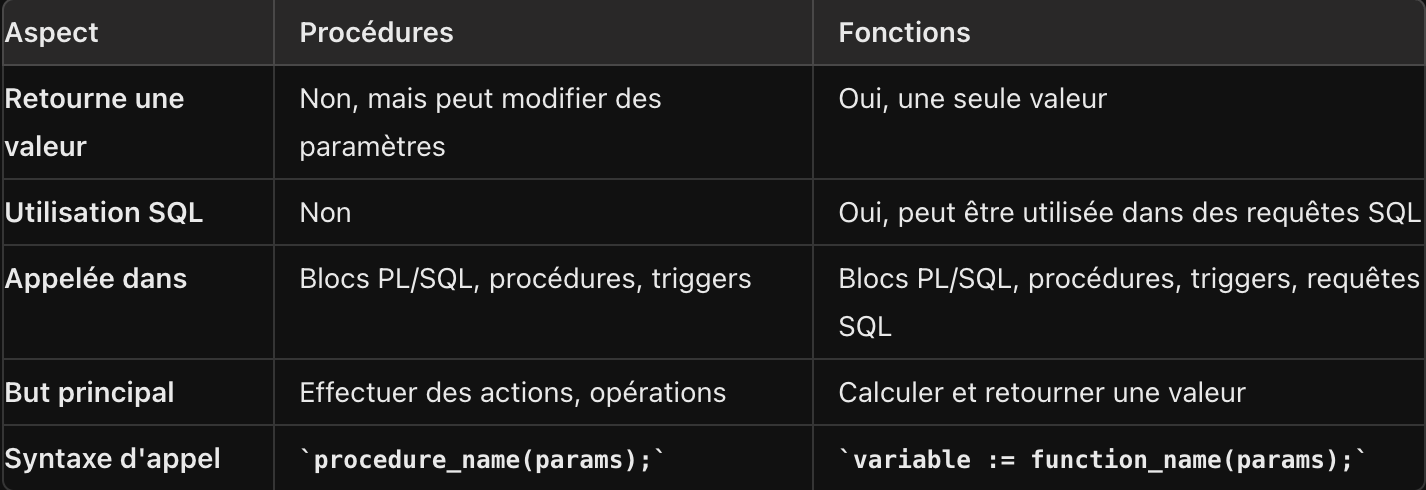 Aspect Procédures Fonctions
Retourne une Non, mais peut modifier des Oui, une seule valeur
valeur paramètres
Utilisation SQL Non Oui, peut être utilisée dans des requêtes SQL
Appelée dans Blocs PL/SQL, procédures, triggers Blocs PL/SQL, procédures, triggers, requêtes
SQL
But principal Effectuer des actions, opérations Calculer et retourner une valeur
Syntaxe d'appel `procedure_name(params);` `variable := function_name(params);`